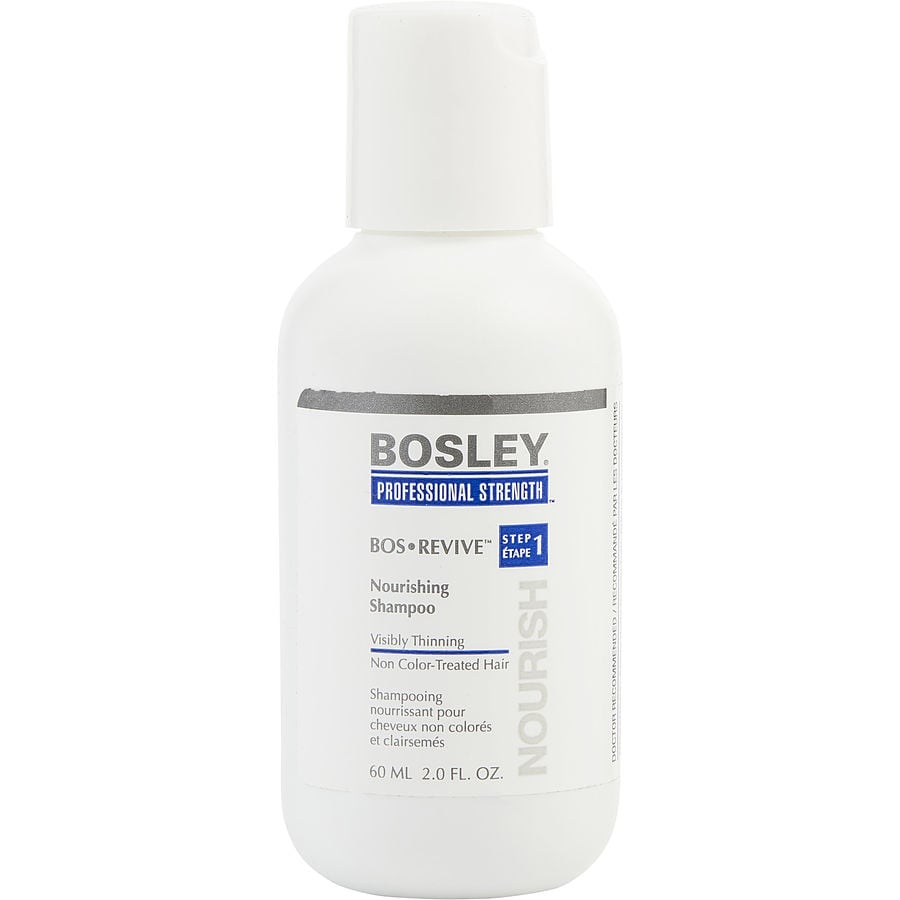 BOSLEY®
PROFESSIONAL STRENGTH™
BOS•REVIVE™
STEP
ÉTAPE 1
Nourishing
Shampoo
Visibly Thinning
Non Color-Treated Hair
Shampooing
nourrissant pour
cheveux non colorés
et clairsemés
60 ML 2.0 FL. OZ.
NOURISH
DOCTOR RECOMMENDED / RECOMMANDÉ PAR LES DOCTEURS